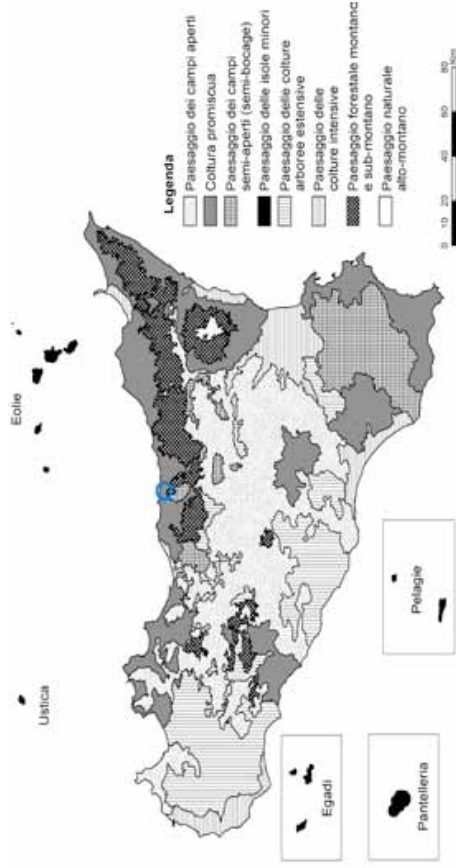 Eolie
Ustica
Egadi
Pantelleria
Pelagie
Legenda
Paesaggio dei campi aperti
Coltura promiscua
Paesaggio dei campi
semi-aperti (semi-bocage)
Paesaggio delle isole minori
Paesaggio delle colture
arboree estensive
Paesaggio delle
colture intensive
Paesaggio forestale montano
e sub-montano
Paesaggio naturale
alto-montano
0 20 40 60 80
Km